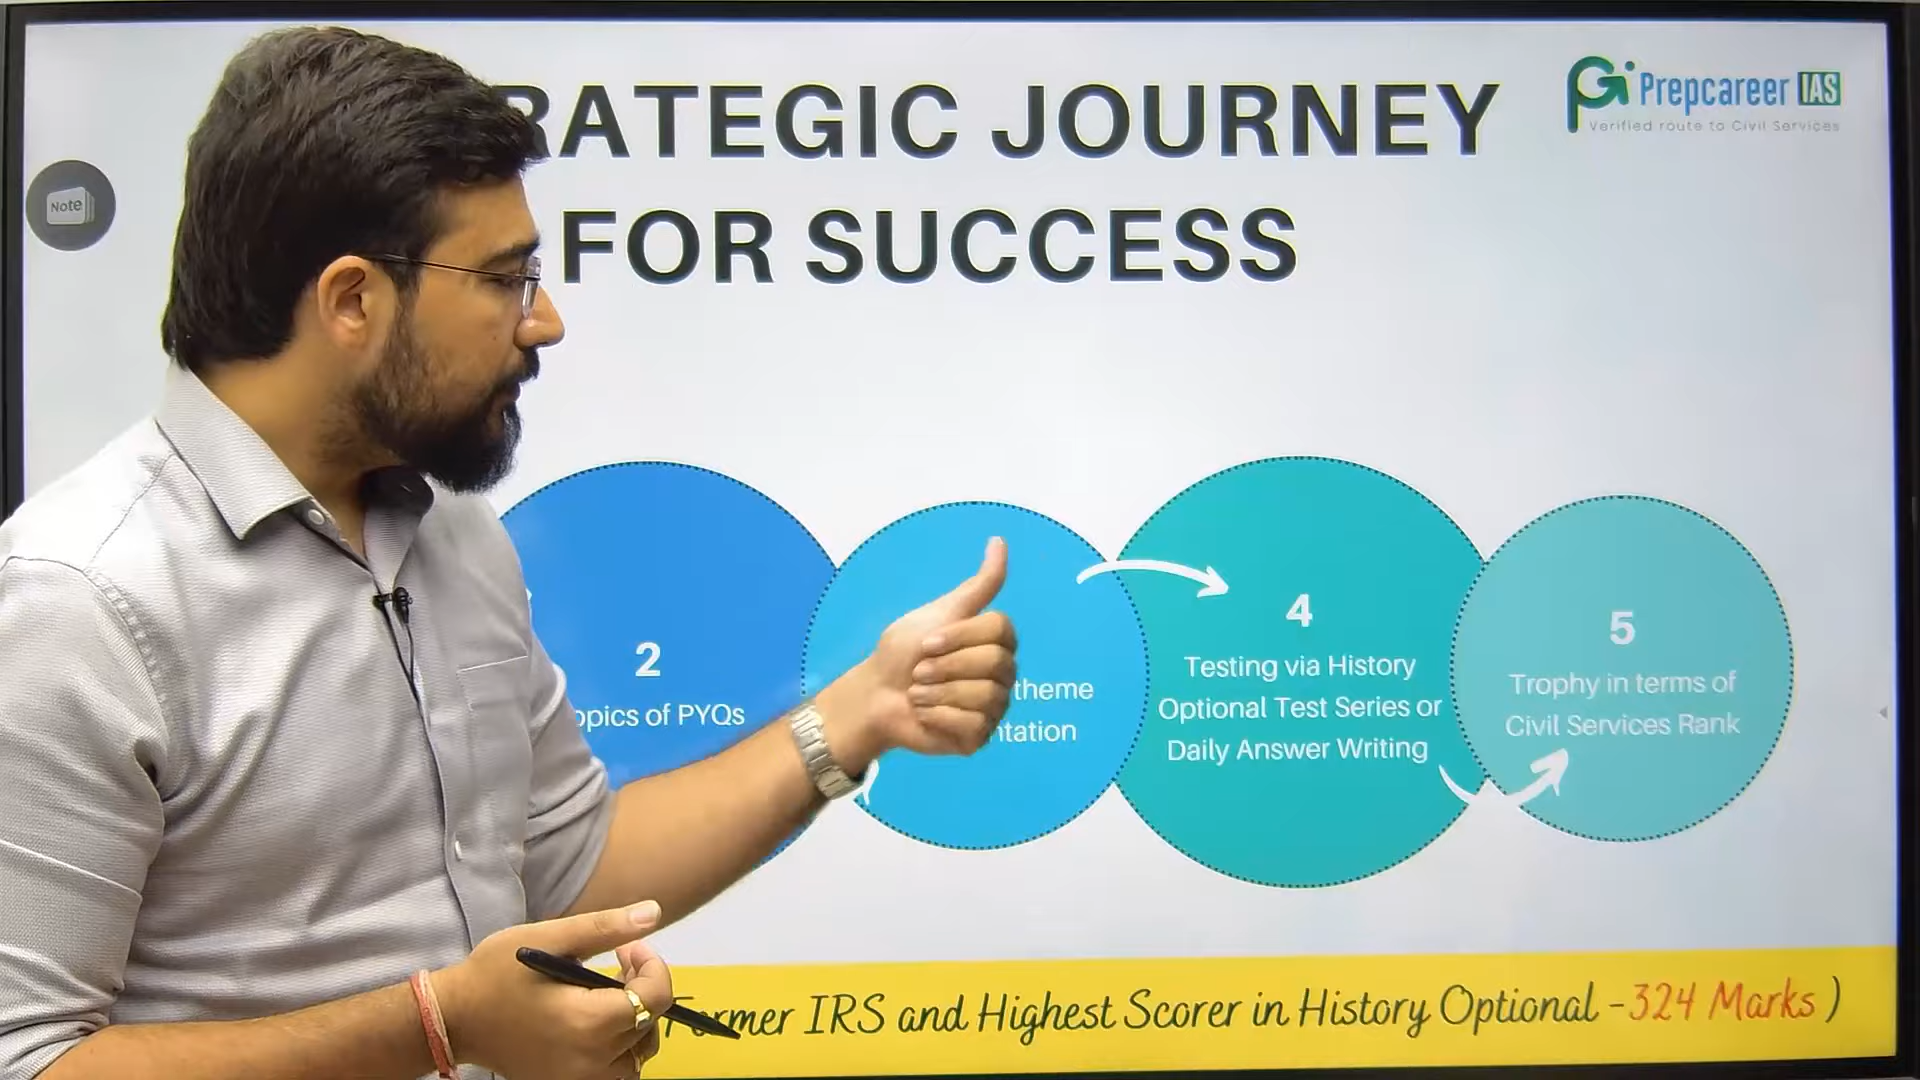 RATEGIC JOURNEY
FOR SUCCESS
Prepcareer IAS
Verified route to Civil Services
Note
2
opics of PYQs
theme
ntation
4
Testing via History
Optional Test Series or
Daily Answer Writing
5
Trophy in terms of
Civil Services Rank
Former IRS and Highest Scorer in History Optional - 324 Marks )